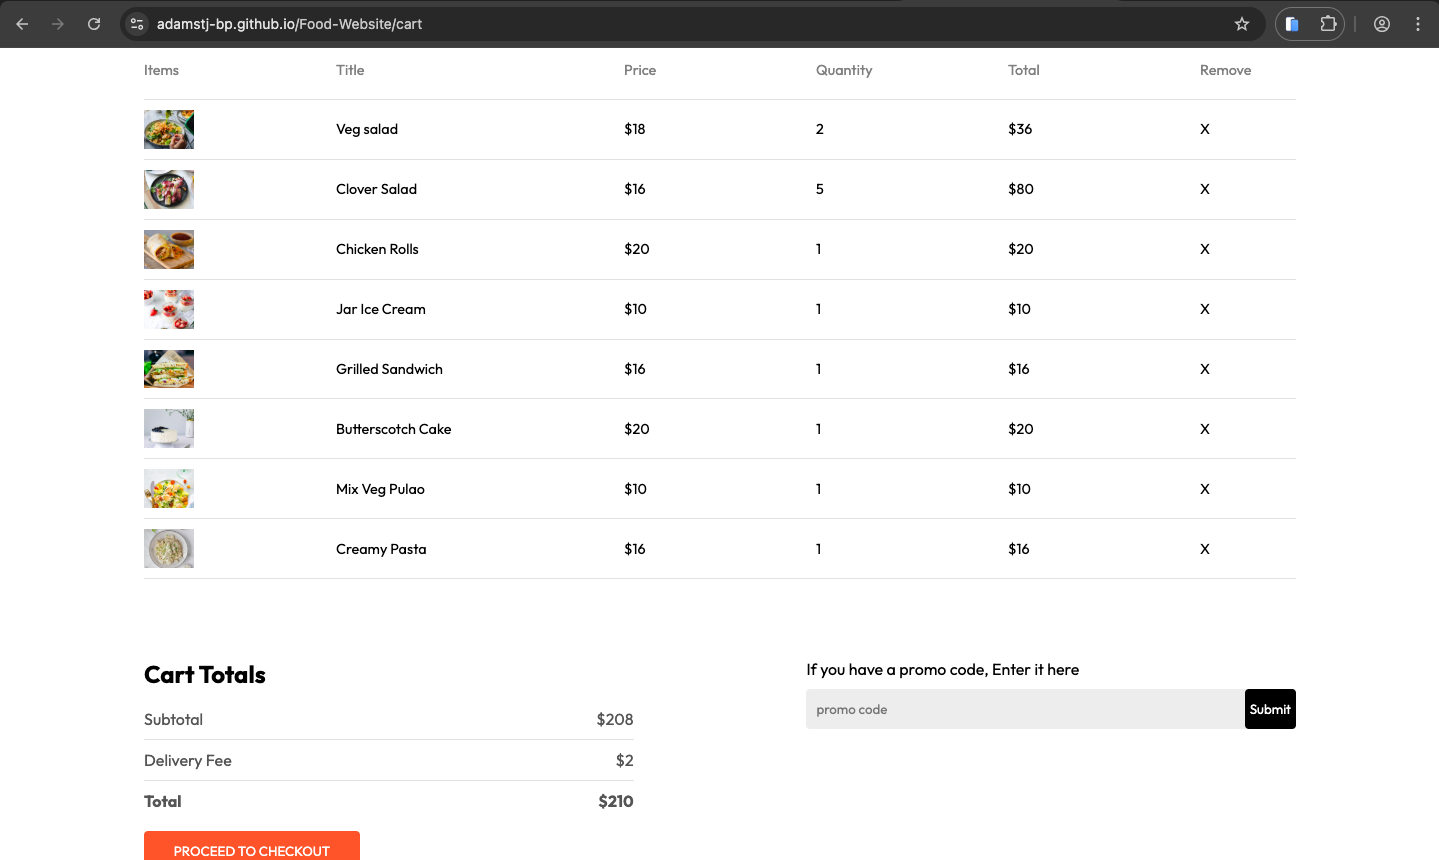 adamstj-bp.github.io/Food-Website/cart
Items Title Price Quantity Total Remove
Veg salad $18 2 $36 X
Clover Salad $16 5 $80 X
Chicken Rolls $20 1 $20 X
Jar Ice Cream $10 1 $10 X
Grilled Sandwich $16 1 $16 X
Butterscotch Cake $20 1 $20 X
Mix Veg Pulao $10 1 $10 X
Creamy Pasta $16 1 $16 X
Cart Totals
Subtotal $208
Delivery Fee $2
Total $210
PROCEED TO CHECKOUT
If you have a promo code, Enter it here
promo code Submit